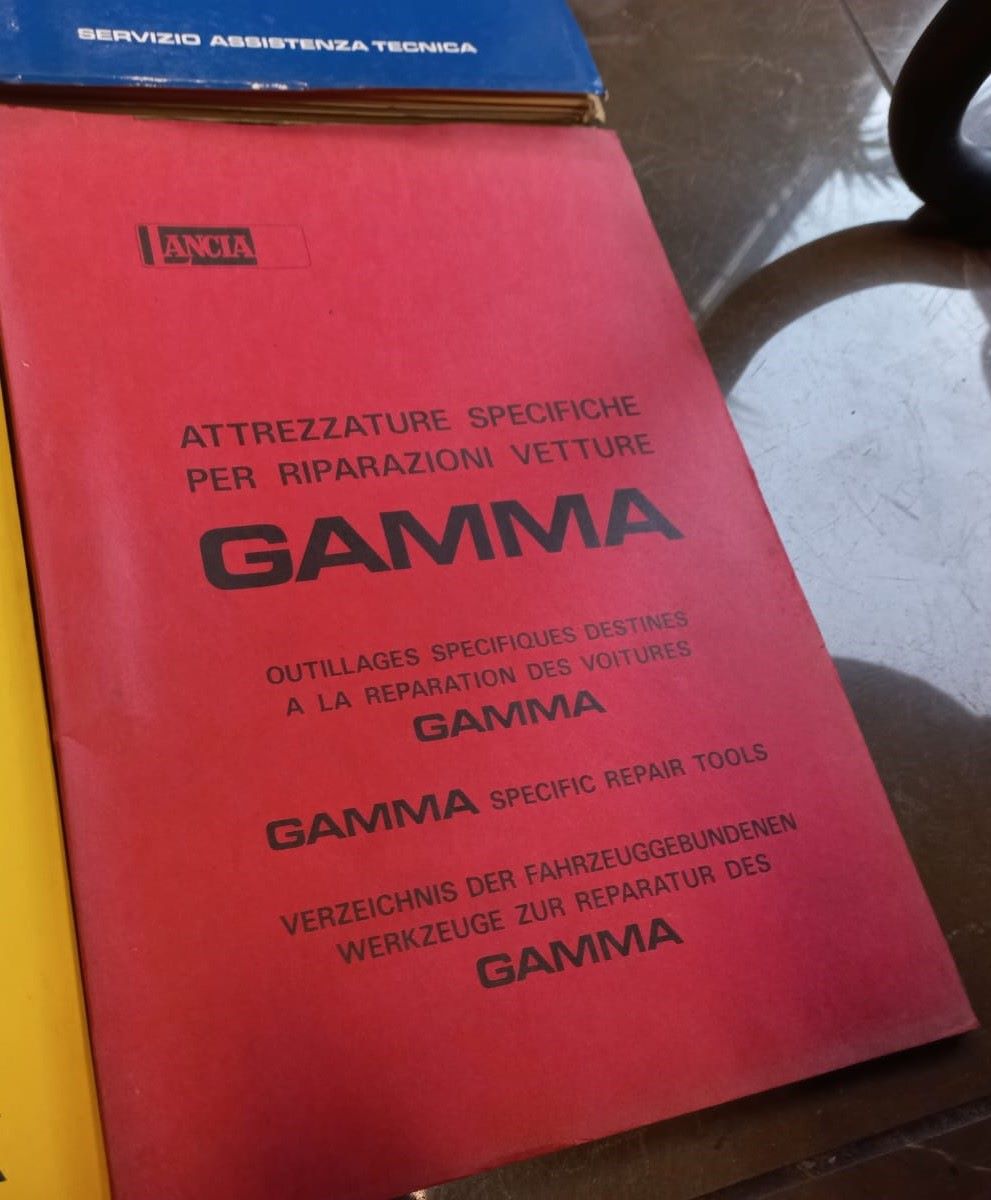 SERVIZIO ASSISTENZA TECNICA
LANCIA
ATTREZZATURE SPECIFICHE
PER RIPARAZIONI VETTURE
GAMMA
OUTILLAGES SPECIFIQUES DESTINES
A LA REPARATION DES VOITURES
GAMMA
GAMMA SPECIFIC REPAIR TOOLS
VERZEICHNIS DER FAHRZEUGGEBUNDENEN
WERKZEUGE ZUR REPARATUR DES
GAMMA